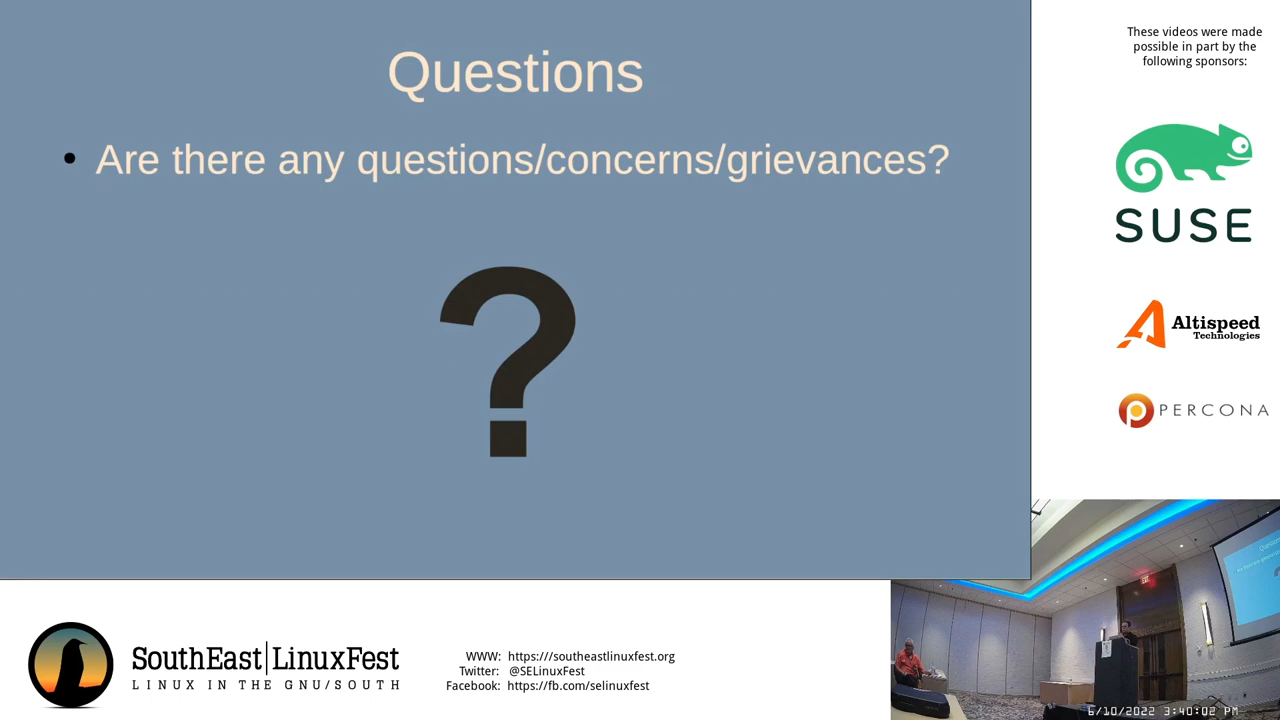 Questions
• Are there any questions/concerns/grievances?
?
These videos were made
possible in part by the
following sponsors:
SUSE
Altispeed
Technologies
PERCONA
SouthEast|LinuxFest
LINUX IN THE GNU/SOUTH
WWW: https:///southeastlinuxfest.org
Twitter: @SELinuxFest
Facebook: https://fb.com/selinuxfest
Questions
EXIT
6/10/2022 3:40:02 PM